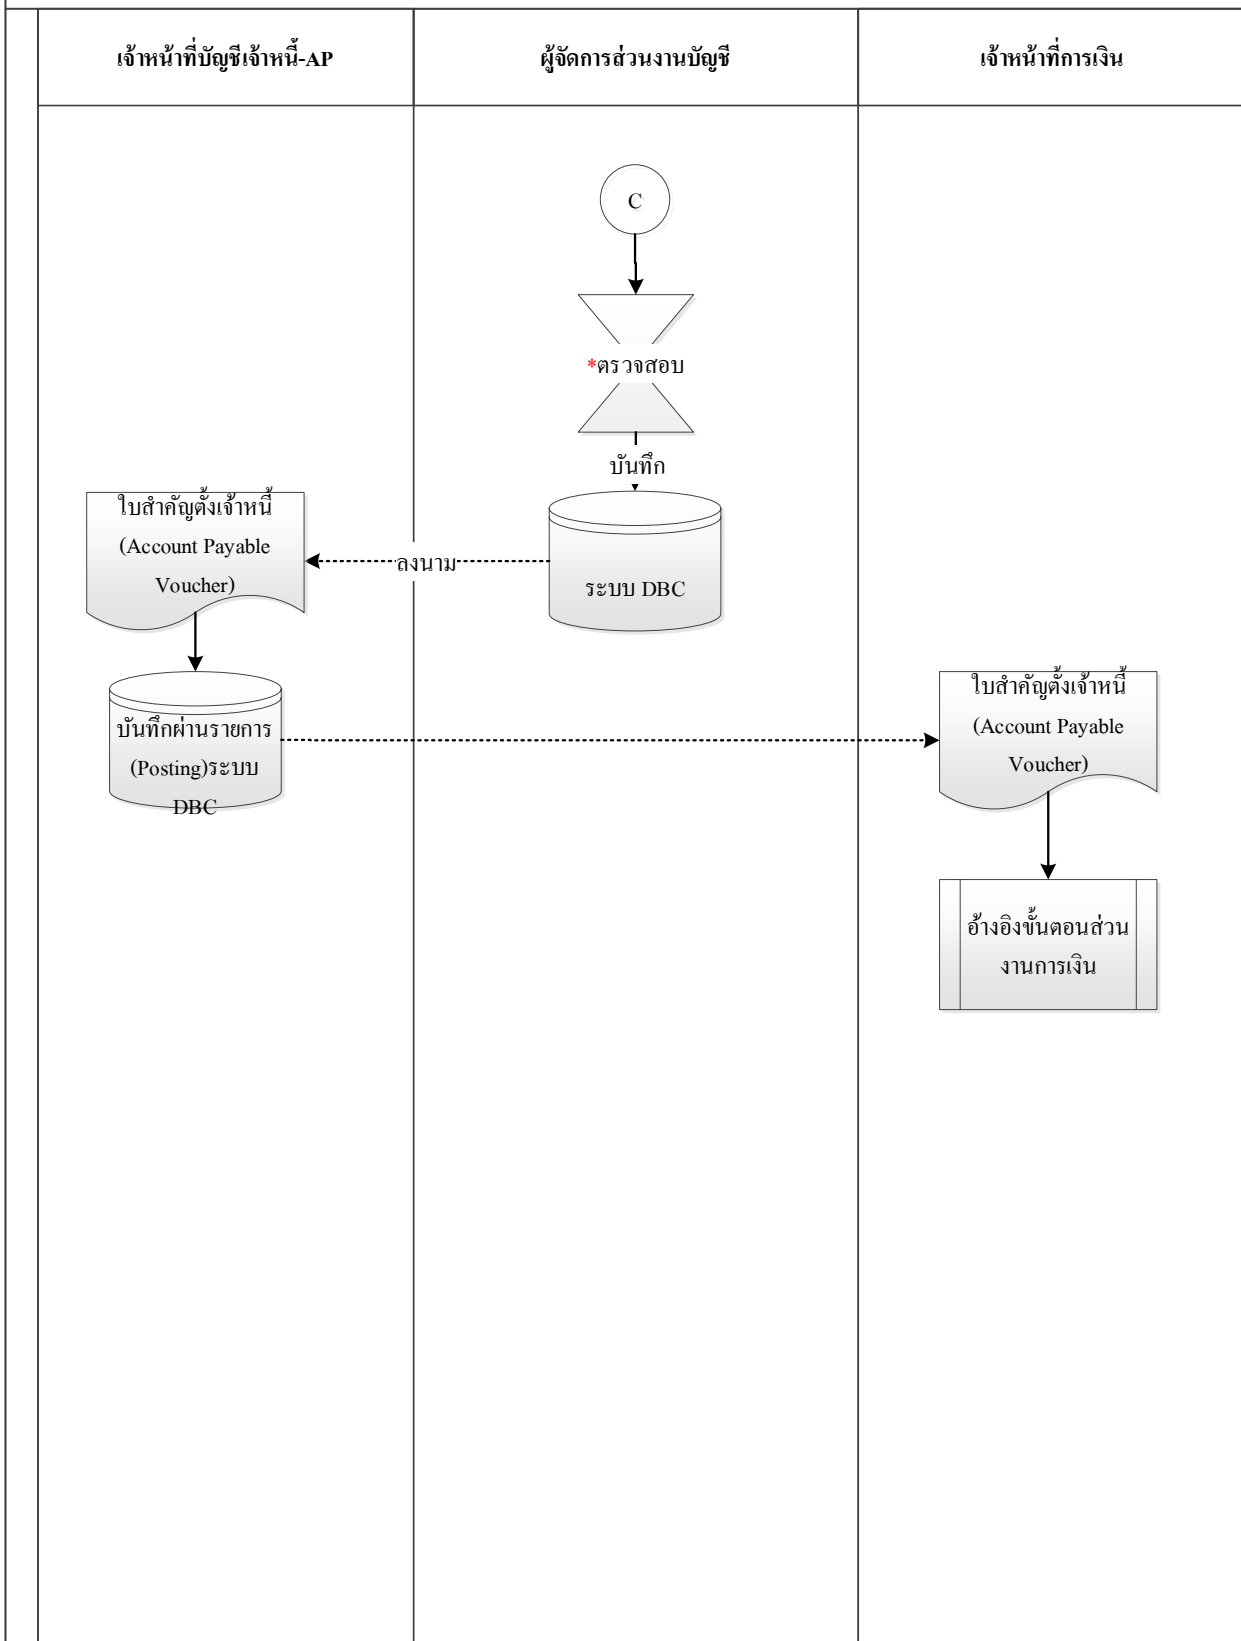 เจ้าหน้าที่บัญชีเจ้าหนี้-AP
ผู้จัดการส่วนงานบัญชี
เจ้าหน้าที่การเงิน
C
*ตรวจสอบ
บันทึก
ระบบ DBC
ลงนาม
ใบสำคัญตั้งเจ้าหนี้
(Account Payable
Voucher)
บันทึกผ่านรายการ
(Posting)ระบบ
DBC
ใบสำคัญตั้งเจ้าหนี้
(Account Payable
Voucher)
อ้างอิงขั้นตอนส่วน
งานการเงิน